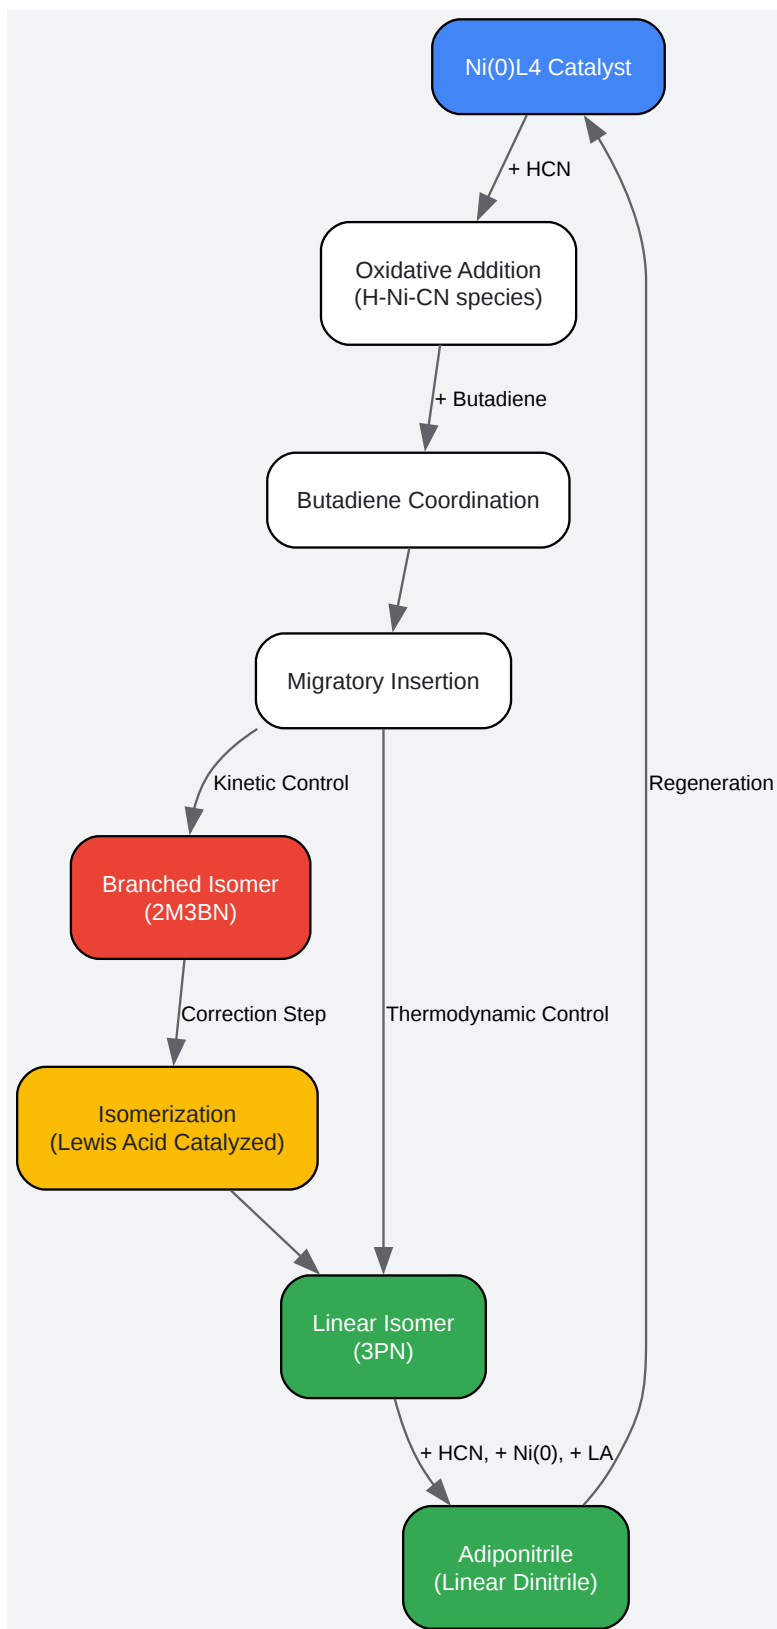 Ni(0)L4 Catalyst
+ HCN
Oxidative Addition
(H-Ni-CN species)
+ Butadiene
Butadiene Coordination
Migratory Insertion
Kinetic Control
Regeneration
Branched Isomer
(2M3BN)
Correction Step
Thermodynamic Control
Isomerization
(Lewis Acid Catalyzed)
Linear Isomer
(3PN)
+ HCN, + Ni(0), + LA
Adiponitrile
(Linear Dinitrile)